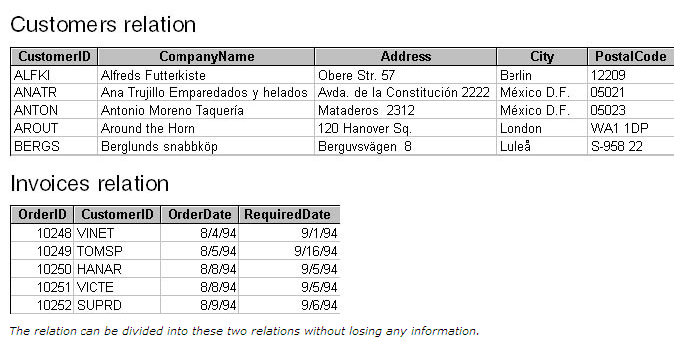 Customers relation
CustomerID CompanyName Address City PostalCode
ALFKI Alfreds Futterkiste Obere Str. 57 Berlin 12209
ANATR Ana Trujillo Emparedados y helados Avda. de la Constitución 2222 México D.F. 05021
ANTON Antonio Moreno Taquería Mataderos 2312 México D.F. 05023
AROUT Around the Horn 120 Hanover Sq. London WA1 1DP
BERGS Berglunds snabbköp Berguvsvägen 8 Luleå S-958 22
Invoices relation
OrderID CustomerID OrderDate RequiredDate
10248 VINET 8/4/94 9/1/94
10249 TOMSP 8/5/94 9/16/94
10250 HANAR 8/8/94 9/5/94
10251 VICTE 8/8/94 9/5/94
10252 SUPRD 8/9/94 9/6/94
The relation can be divided into these two relations without losing any information.